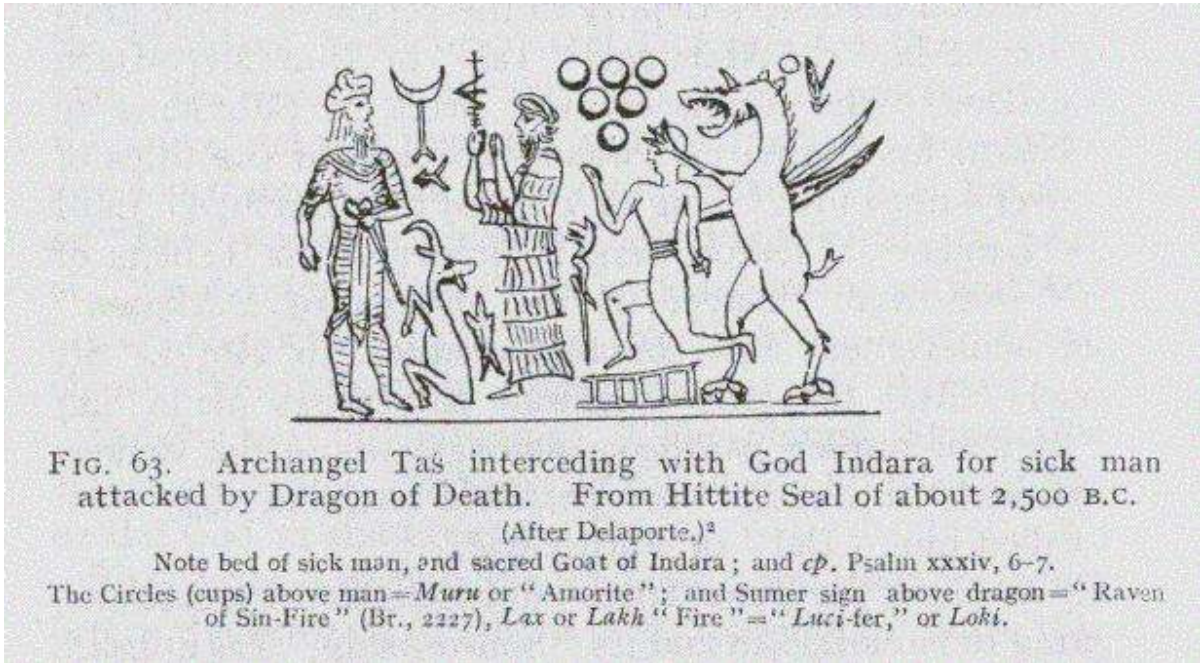 FIG. 63. Archangel Tas interceding with God Indara for sick man
attacked by Dragon of Death. From Hittite Seal of about 2,500 B.C.
(After Delaporte.)²
Note bed of sick man, and sacred Goat of Indara; and cp. Psalm xxxiv, 6-7.
The Circles (cups) above man=Muru or "Amorite"; and Sumer sign above dragon="Raven
of Sin-Fire" (Br., 2227), Lax or Lakh "Fire"="Luci-fer," or Loki.